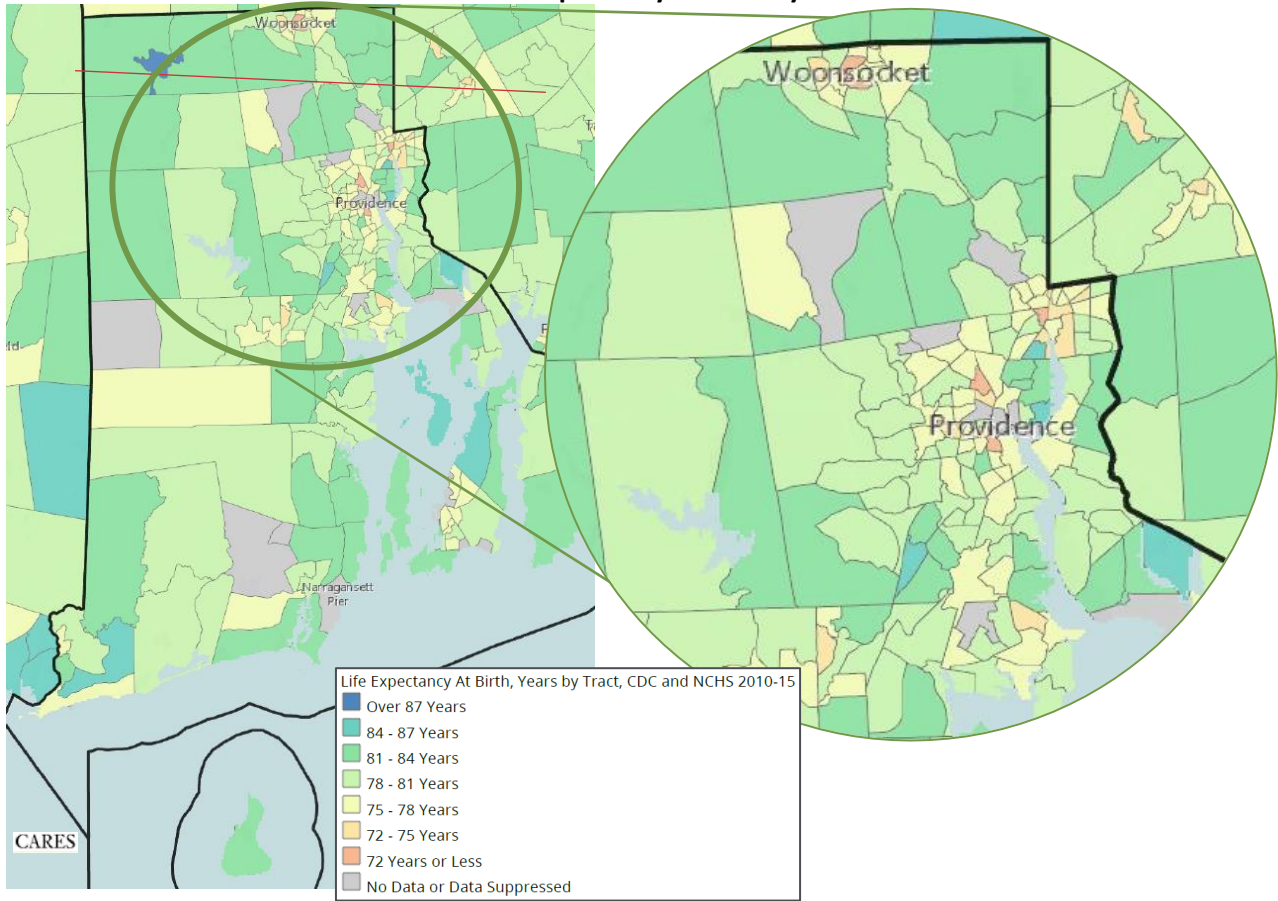 Woonsocket
Woonsocket
Providence
Providence
Narragansett
Pier
Life Expectancy At Birth, Years by Tract, CDC and NCHS 2010-15
Over 87 Years
84 - 87 Years
81 - 84 Years
78 - 81 Years
75 - 78 Years
72 - 75 Years
72 Years or Less
No Data or Data Suppressed
CARES